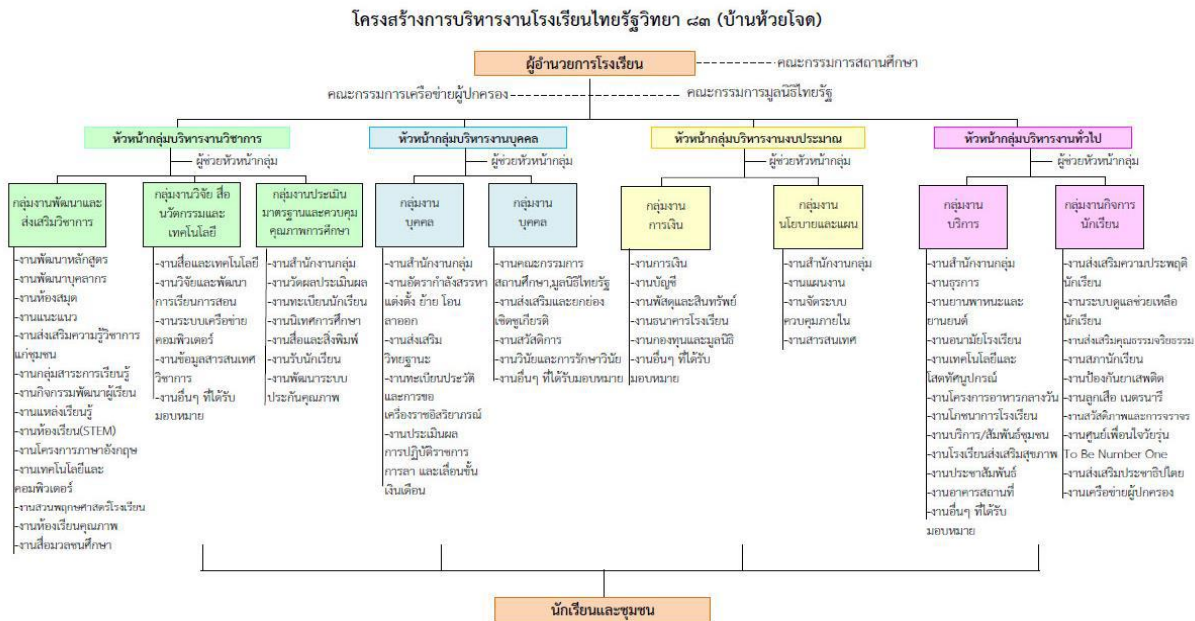 โครงสร้างการบริหารงานโรงเรียนไทยรัฐวิทยา ๘๓ (บ้านห้วยโจด)
ผู้อำนวยการโรงเรียน
คณะกรรมการสถานศึกษา
คณะกรรมการเครือข่ายผู้ปกครอง
คณะกรรมการมูลนิธิไทยรัฐ
หัวหน้ากลุ่มบริหารงานวิชาการ
ผู้ช่วยหัวหน้ากลุ่ม
กลุ่มงานพัฒนาและ
ส่งเสริมวิชาการ
-งานพัฒนาหลักสูตร
-งานพัฒนาบุคลากร
-งานห้องสมุด
-งานแนะแนว
-งานส่งเสริมความรู้วิชาการ
แก่ชุมชน
-งานกลุ่มสาระการเรียนรู้
-งานกิจกรรมพัฒนาผู้เรียน
-งานแหล่งเรียนรู้
-งานห้องเรียน(STEM)
-งานโครงการภาษาอังกฤษ
-งานเทคโนโลยีและ
คอมพิวเตอร์
-งานสวนพฤกษศาสตร์โรงเรียน
-งานห้องเรียนคุณภาพ
-งานสื่อมวลชนศึกษา
กลุ่มงานวิจัย สื่อ
นวัตกรรมและ
เทคโนโลยี
-งานสื่อและเทคโนโลยี
-งานวิจัยและพัฒนา
การเรียนการสอน
-งานระบบเครือข่าย
คอมพิวเตอร์
-งานข้อมูลสารสนเทศ
วิชาการ
-งานอื่นๆ ที่ได้รับ
มอบหมาย
กลุ่มงานประเมิน
มาตรฐานและควบคุม
คุณภาพการศึกษา
-งานสำนักงานกลุ่ม
-งานวัดผลประเมินผล
-งานทะเบียนนักเรียน
-งานนิเทศการศึกษา
-งานสื่อและสิ่งพิมพ์
-งานรับนักเรียน
-งานพัฒนาระบบ
ประกันคุณภาพ
หัวหน้ากลุ่มบริหารงานบุคคล
ผู้ช่วยหัวหน้ากลุ่ม
กลุ่มงาน
บุคคล
-งานสำนักงานกลุ่ม
-งานอัตรากำลังสรรหา
แต่งตั้ง ย้าย โอน
ลาออก
-งานส่งเสริม
วิทยฐานะ
-งานทะเบียนประวัติ
และการขอ
เครื่องราชอิสริยาภรณ์
-งานประเมินผล
การปฏิบัติราชการ
การลา และเลื่อนขั้น
เงินเดือน
กลุ่มงาน
บุคคล
-งานคณะกรรมการ
สถานศึกษา,มูลนิธิไทยรัฐ
-งานส่งเสริมและยกย่อง
เชิดชูเกียรติ
-งานสวัสดิการ
-งานวินัยและการรักษาวินัย
-งานอื่นๆ ที่ได้รับมอบหมาย
หัวหน้ากลุ่มบริหารงานงบประมาณ
ผู้ช่วยหัวหน้ากลุ่ม
กลุ่มงาน
การเงิน
-งานการเงิน
-งานบัญชี
-งานพัสดุและสินทรัพย์
-งานธนาคารโรงเรียน
-งานกองทุนและมูลนิธิ
-งานอื่นๆ ที่ได้รับ
มอบหมาย
กลุ่มงาน
นโยบายและแผน
-งานสำนักงานกลุ่ม
-งานแผนงาน
-งานจัดระบบ
ควบคุมภายใน
-งานสารสนเทศ
หัวหน้ากลุ่มบริหารงานทั่วไป
ผู้ช่วยหัวหน้ากลุ่ม
กลุ่มงาน
บริการ
-งานสำนักงานกลุ่ม
-งานธุรการ
-งานยานพาหนะและ
ยานยนต์
-งานอนามัยโรงเรียน
-งานเทคโนโลยีและ
โสตทัศนูปกรณ์
-งานโครงการอาหารกลางวัน
-งานโภชนาการโรงเรียน
-งานบริการ/สัมพันธ์ชุมชน
-งานโรงเรียนส่งเสริมสุขภาพ
-งานประชาสัมพันธ์
-งานอาคารสถานที่
-งานอื่นๆ ที่ได้รับ
มอบหมาย
กลุ่มงานกิจการ
นักเรียน
-งานส่งเสริมความประพฤติ
นักเรียน
-งานระบบดูแลช่วยเหลือ
นักเรียน
-งานส่งเสริมคุณธรรมจริยธรรม
-งานสภานักเรียน
-งานป้องกันยาเสพติด
-งานลูกเสือ เนตรนารี
-งานสวัสดิภาพและการจราจร
-งานศูนย์เพื่อนใจวัยรุ่น
To Be Number One
-งานส่งเสริมประชาธิปไตย
-งานเครือข่ายผู้ปกครอง
นักเรียนและชุมชน